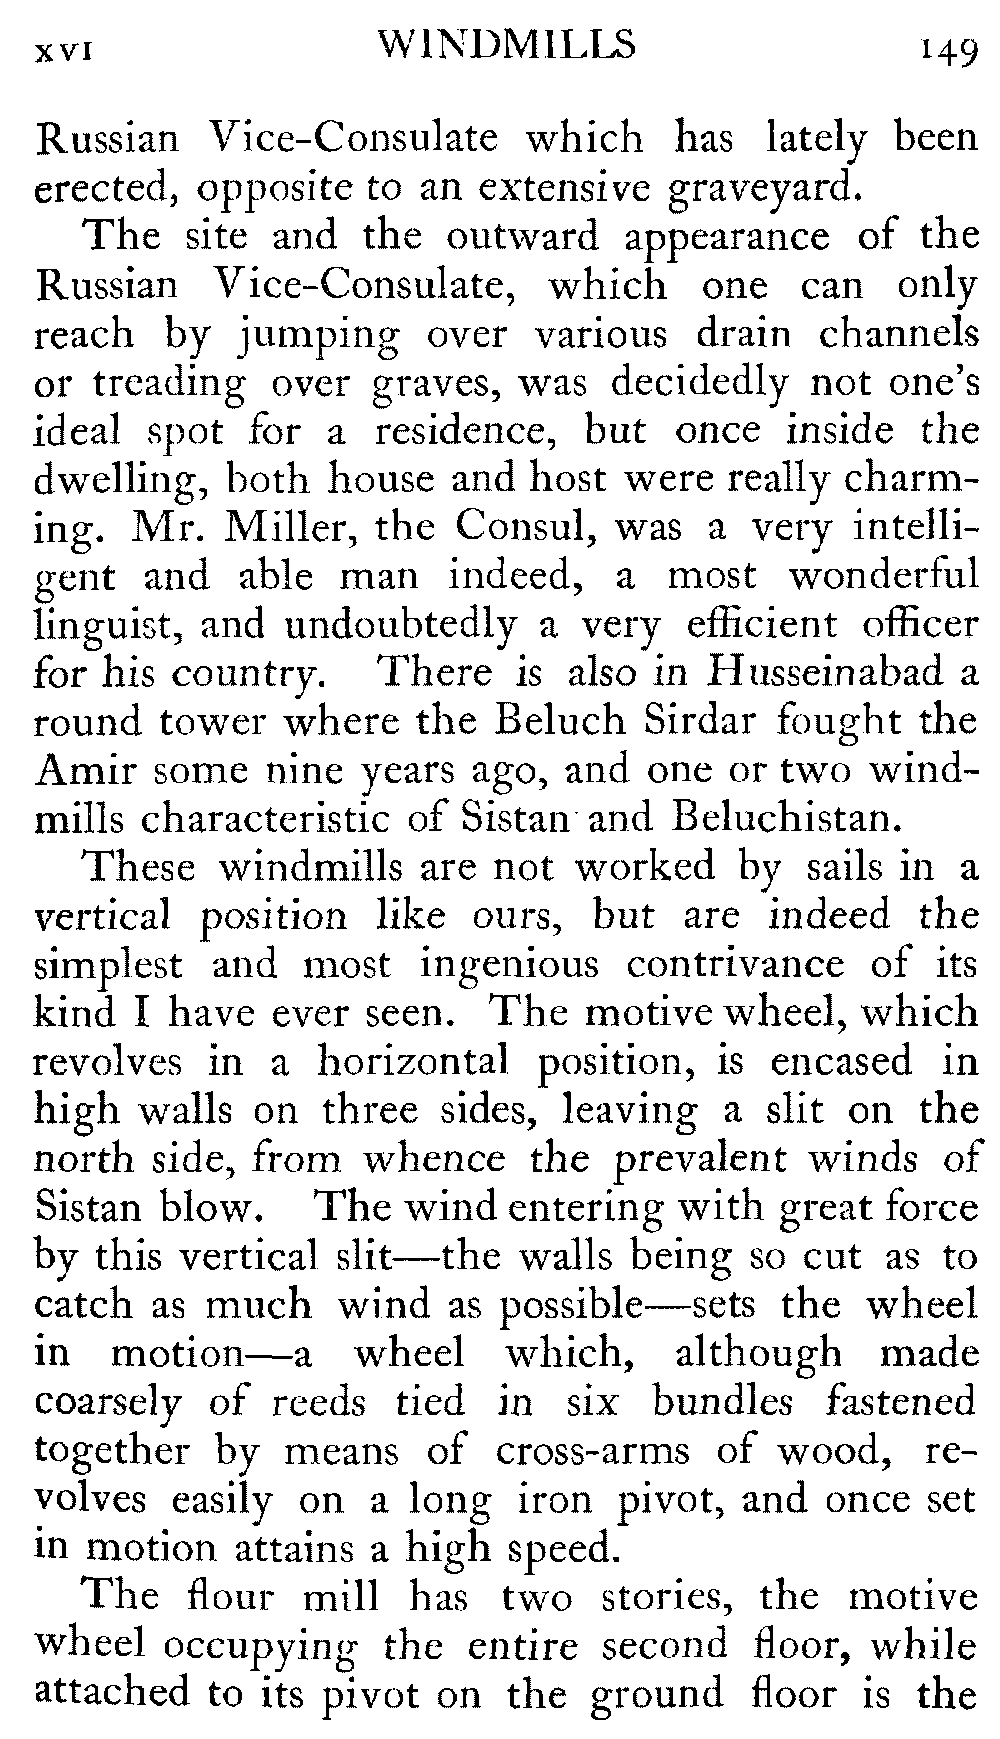 XVI WINDMILLS 149
Russian Vice-Consulate which has lately been
erected, opposite to an extensive graveyard.
The site and the outward appearance of the
Russian Vice-Consulate, which one can only
reach by jumping over various drain channels
or treading over graves, was decidedly not one's
ideal spot for a residence, but once inside the
dwelling, both house and host were really charm-
ing. Mr. Miller, the Consul, was a very intelli-
gent and able man indeed, a most wonderful
linguist, and undoubtedly a very efficient officer
for his country. There is also in Husseinabad a
round tower where the Beluch Sirdar fought the
Amir some nine years ago, and one or two wind-
mills characteristic of Sistan and Beluchistan.
These windmills are not worked by sails in a
vertical position like ours, but are indeed the
simplest and most ingenious contrivance of its
kind I have ever seen. The motive wheel, which
revolves in a horizontal position, is encased in
high walls on three sides, leaving a slit on the
north side, from whence the prevalent winds of
Sistan blow. The wind entering with great force
by this vertical slit—the walls being so cut as to
catch as much wind as possible—sets the wheel
in motion—a wheel which, although made
coarsely of reeds tied in six bundles fastened
together by means of cross-arms of wood, re-
volves easily on a long iron pivot, and once set
in motion attains a high speed.
The flour mill has two stories, the motive
wheel occupying the entire second floor, while
attached to its pivot on the ground floor is the